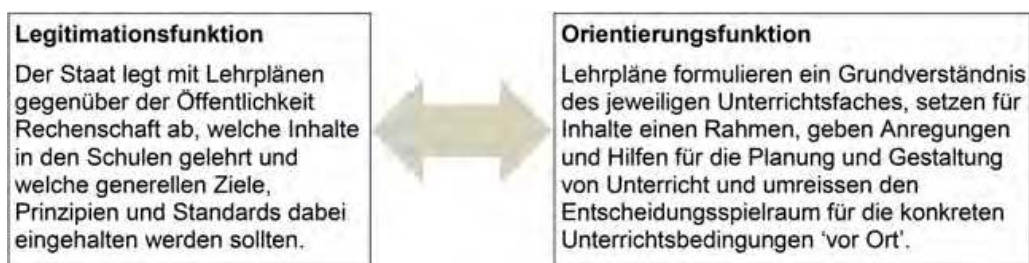 Legitimationsfunktion
Der Staat legt mit Lehrplänen
gegenüber der Öffentlichkeit
Rechenschaft ab, welche Inhalte
in den Schulen gelehrt und
welche generellen Ziele,
Prinzipien und Standards dabei
eingehalten werden sollten.
Orientierungsfunktion
Lehrpläne formulieren ein Grundverständnis
des jeweiligen Unterrichtsfaches, setzen für
Inhalte einen Rahmen, geben Anregungen
und Hilfen für die Planung und Gestaltung
von Unterricht und umreissen den
Entscheidungsspielraum für die konkreten
Unterrichtsbedingungen ‘vor Ort’.